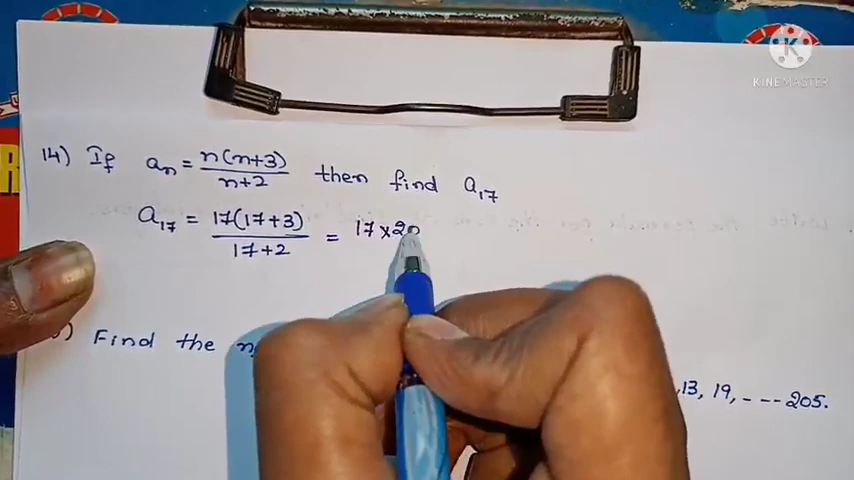 KINEMASTER
14) If aₙ = n(n+3)/n+2 then find a₁₇
a₁₇ = 17(17+3)/17+2 = 17×20
) Find the
,13, 19, ---205.